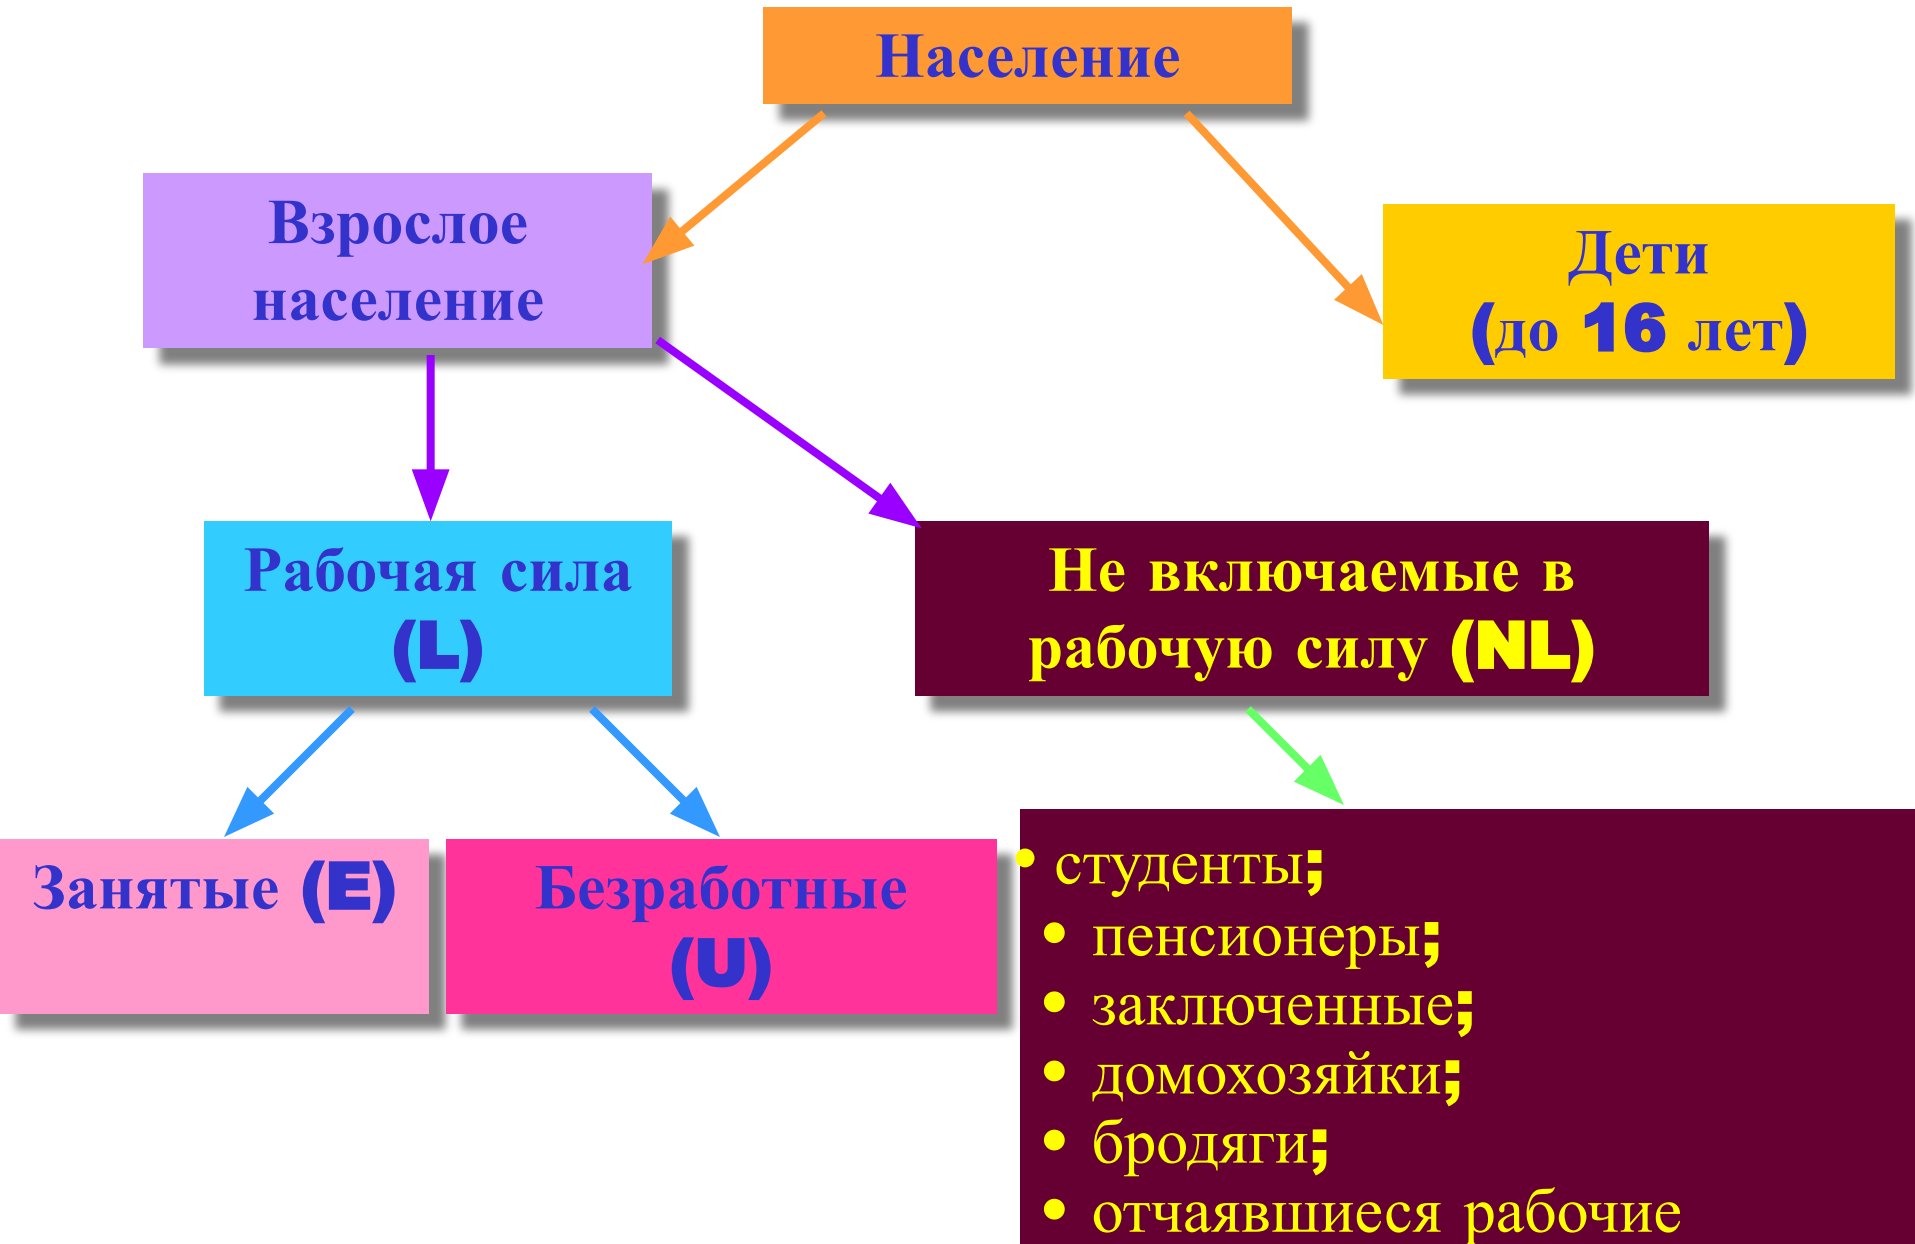 Население
Взрослое
население
Дети
(до 16 лет)
Рабочая сила
(L)
Не включаемые в
рабочую силу (NL)
Занятые (E)
Безработные
(U)
• студенты;
• пенсионеры;
• заключенные;
• домохозяйки;
• бродяги;
• отчаявшиеся рабочие